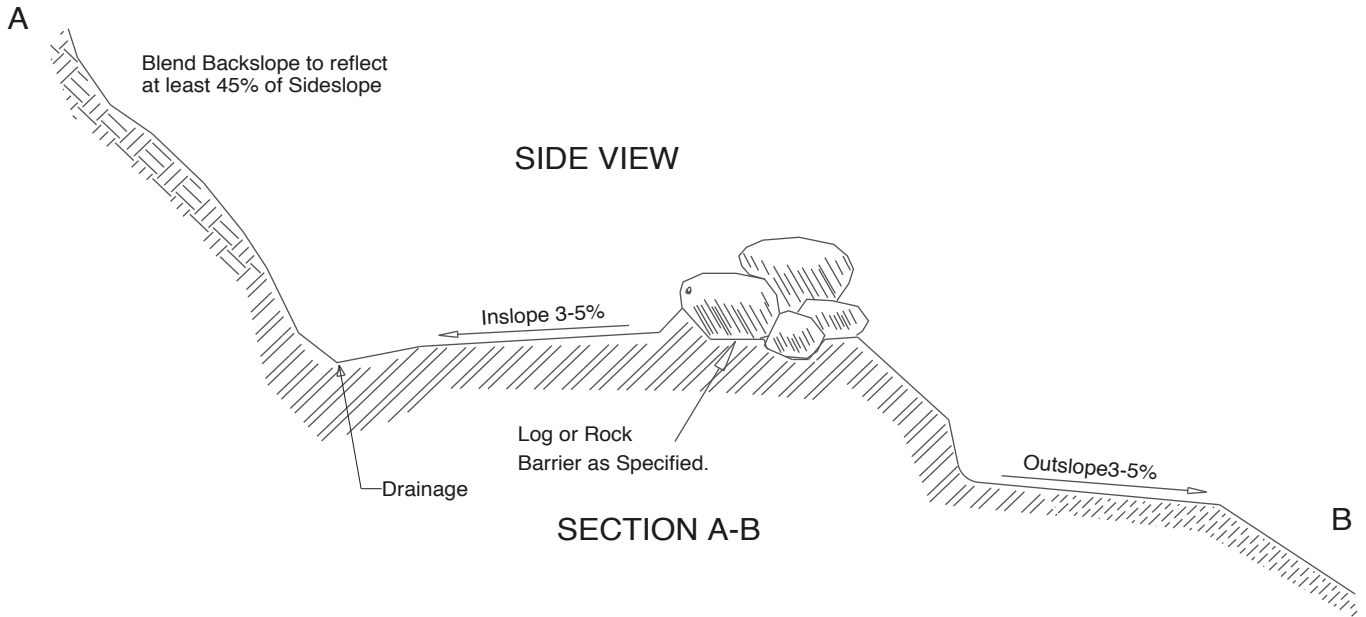 A
Blend Backslope to reflect
at least 45% of Sideslope
SIDE VIEW
Inslope 3-5%
Log or Rock
Barrier as Specified.
Drainage
Outslope3-5%
SECTION A-B
B